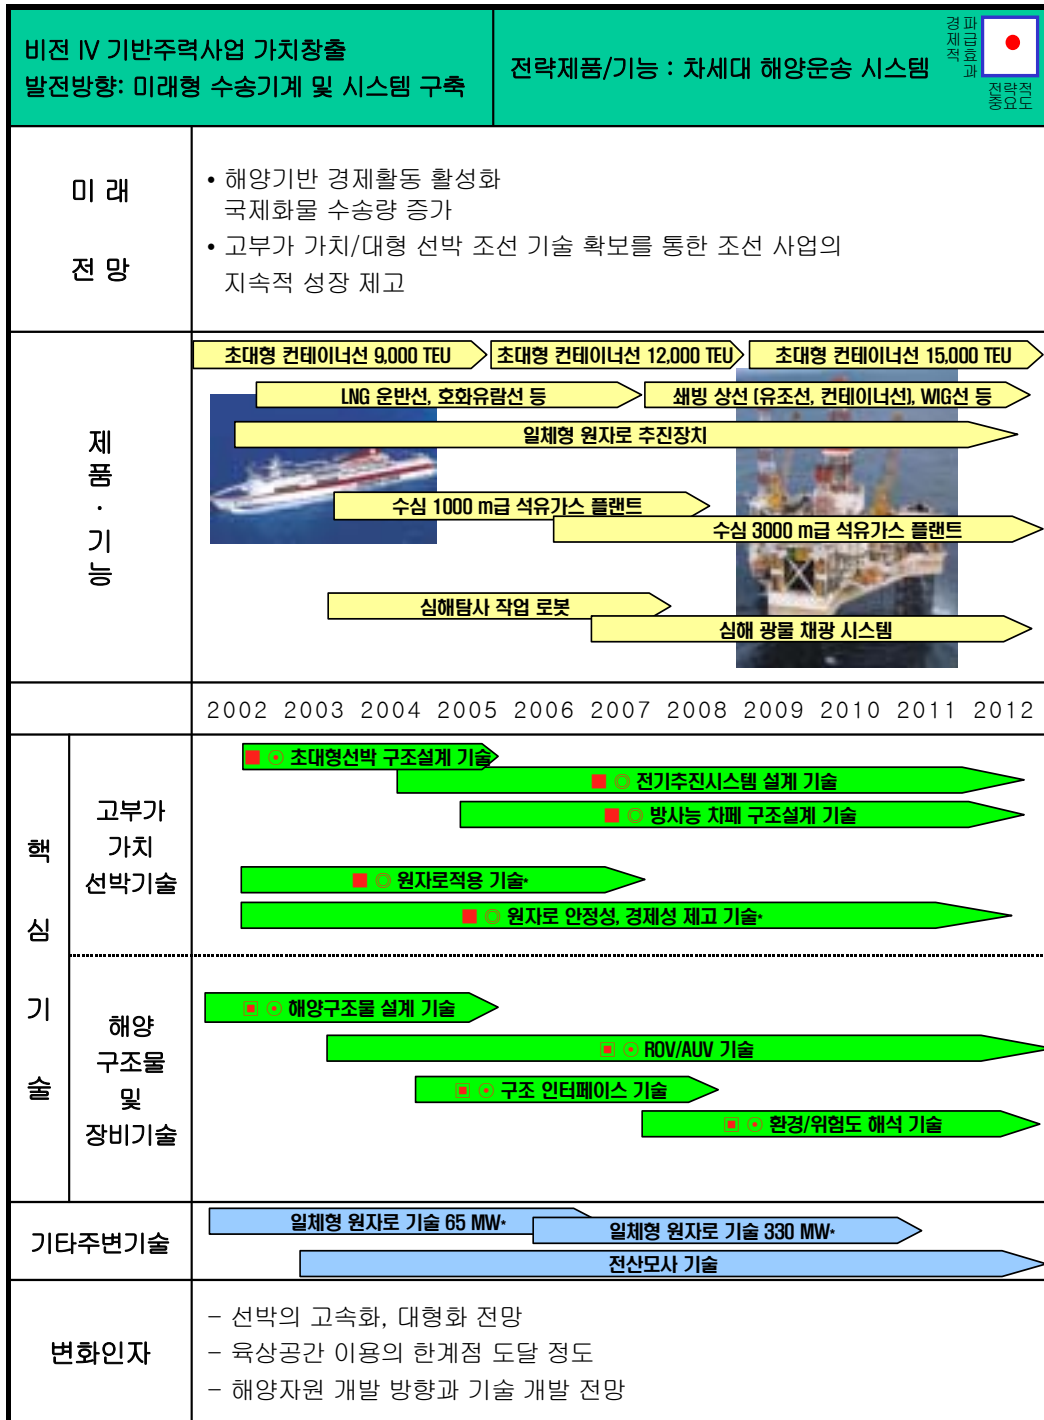 비전 IV 기반주력사업 가치창출
발전방향: 미래형 수송기계 및 시스템 구축
전략제품/기능 : 차세대 해양운송 시스템
경제적
파급효과
전략적
중요도
미 래
전 망
• 해양기반 경제활동 활성화
국제화물 수송량 증가
• 고부가 가치/대형 선박 조선 기술 확보를 통한 조선 사업의
지속적 성장 제고
제
품
·
기
능
초대형 컨테이너선 9,000 TEU
초대형 컨테이너선 12,000 TEU
초대형 컨테이너선 15,000 TEU
LNG 운반선, 호화유람선 등
쇄빙 상선 (유조선, 컨테이너선), WIG선 등
일체형 원자로 추진장치
수심 1000 m급 석유가스 플랜트
수심 3000 m급 석유가스 플랜트
심해탐사 작업 로봇
심해 광물 채광 시스템
2002 2003 2004 2005 2006 2007 2008 2009 2010 2011 2012
핵
심
기
술
고부가
가치
선박기술
■ ⊙ 초대형선박 구조설계 기술
■ ◎ 전기추진시스템 설계 기술
■ ◎ 방사능 차폐 구조설계 기술
■ ◎ 원자로적용 기술*
■ ◎ 원자로 안정성, 경제성 제고 기술*
해양
구조물
및
장비기술
▣ ⊙ 해양구조물 설계 기술
▣ ⊙ ROV/AUV 기술
▣ ⊙ 구조 인터페이스 기술
▣ ⊙ 환경/위험도 해석 기술
기타주변기술
일체형 원자로 기술 65 MW*
일체형 원자로 기술 330 MW*
전산모사 기술
변화인자
– 선박의 고속화, 대형화 전망
– 육상공간 이용의 한계점 도달 정도
– 해양자원 개발 방향과 기술 개발 전망